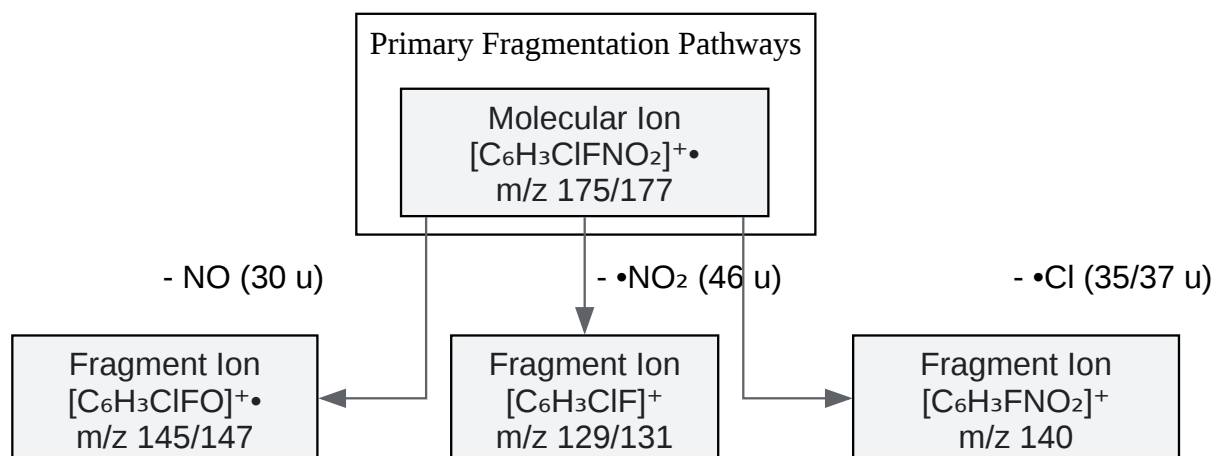 Primary Fragmentation Pathways
Molecular Ion
[C₆H₃ClFNO₂]⁺•
m/z 175/177
- NO (30 u)
- •NO₂ (46 u)
- •Cl (35/37 u)
Fragment Ion
[C₆H₃ClFO]⁺•
m/z 145/147
Fragment Ion
[C₆H₃ClF]⁺
m/z 129/131
Fragment Ion
[C₆H₃FNO₂]⁺
m/z 140